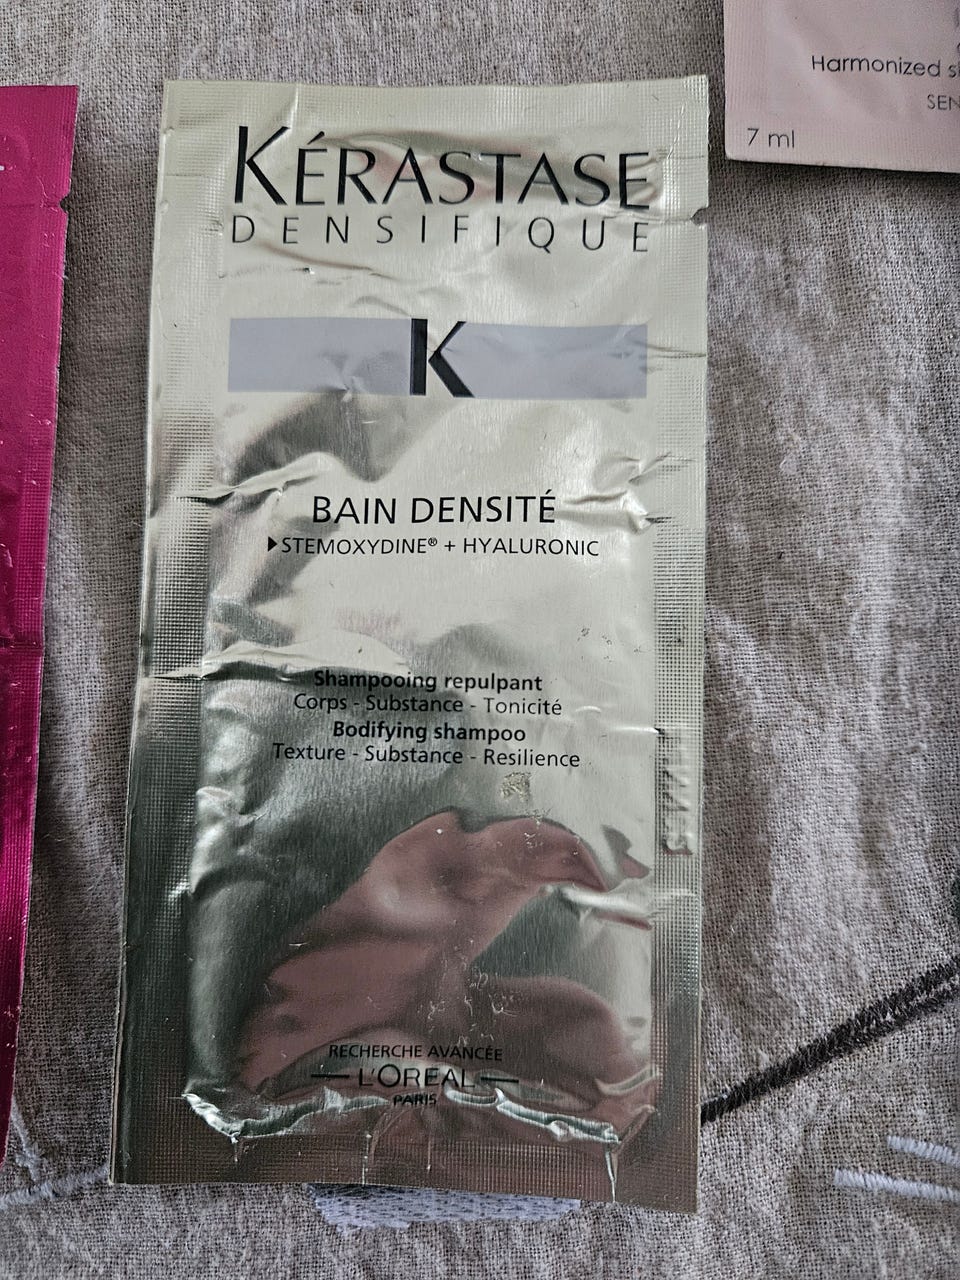 KÉRASTASE
DENSIFIQUE
K
BAIN DENSITÉ
STEMOXYDINE® + HYALURONIC
Shampooing repulpant
Corps - Substance - Tonicité
Bodifying shampoo
Texture - Substance - Resilience
RECHERCHE AVANCÉE
L'ORÉAL
PARIS
Harmonized
SEN
7 ml